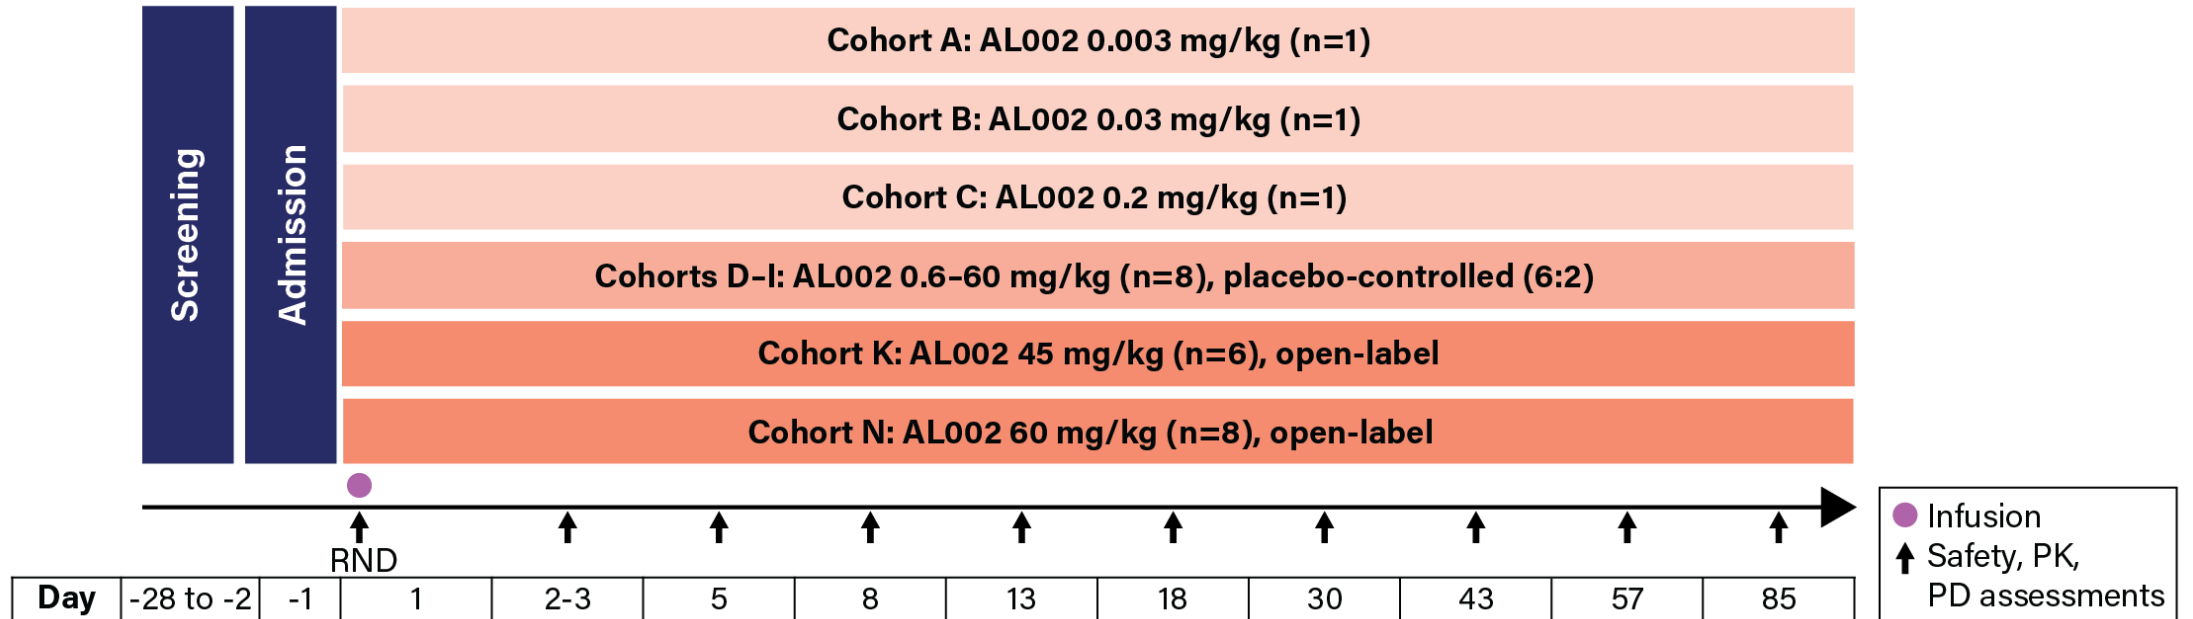 Screening
Admission
Cohort A: AL002 0.003 mg/kg (n=1)
Cohort B: AL002 0.03 mg/kg (n=1)
Cohort C: AL002 0.2 mg/kg (n=1)
Cohorts D–I: AL002 0.6–60 mg/kg (n=8), placebo-controlled (6:2)
Cohort K: AL002 45 mg/kg (n=6), open-label
Cohort N: AL002 60 mg/kg (n=8), open-label
RND
Day -28 to -2 -1 1 2-3 5 8 13 18 30 43 57 85
Infusion
Safety, PK,
PD assessments